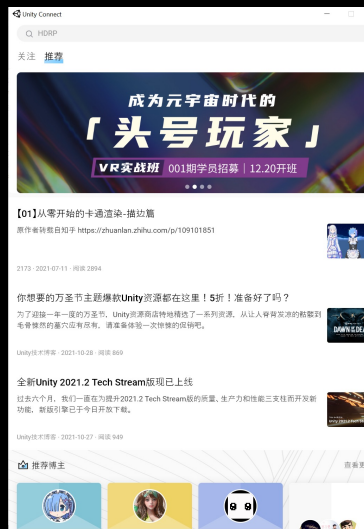 Unity Connect
HDRP
关注 推荐
成为元宇宙时代的
「头号玩家」
VR实战班 001期学员招募 | 12.20开班
【01】从零开始的卡通渲染-描边篇
原作者转载自知乎 https://zhuanlan.zhihu.com/p/109101851
2173 · 2021-07-11 · 阅读 2894
你想要的万圣节主题爆款Unity资源都在这里！5折！准备好了吗？
为了迎接一年一度的万圣节，Unity资源商店特地精选了一系列资源，从让人脊背发凉的骷髅到
毛骨悚然的墓穴应有尽有，请准备体验一次惊悚的促销吧。
DAWN OF THE DEA
Unity技术博客 · 2021-10-28 · 阅读 869
全新Unity 2021.2 Tech Stream版现已上线
过去六个月，我们一直在为提升2021.2 Tech Stream版的质量、生产力和性能三支柱而开发新
功能，新版引擎已于今日开放下载。
Unity技术博客 · 2021-10-27 · 阅读 949
推荐博主
查看更